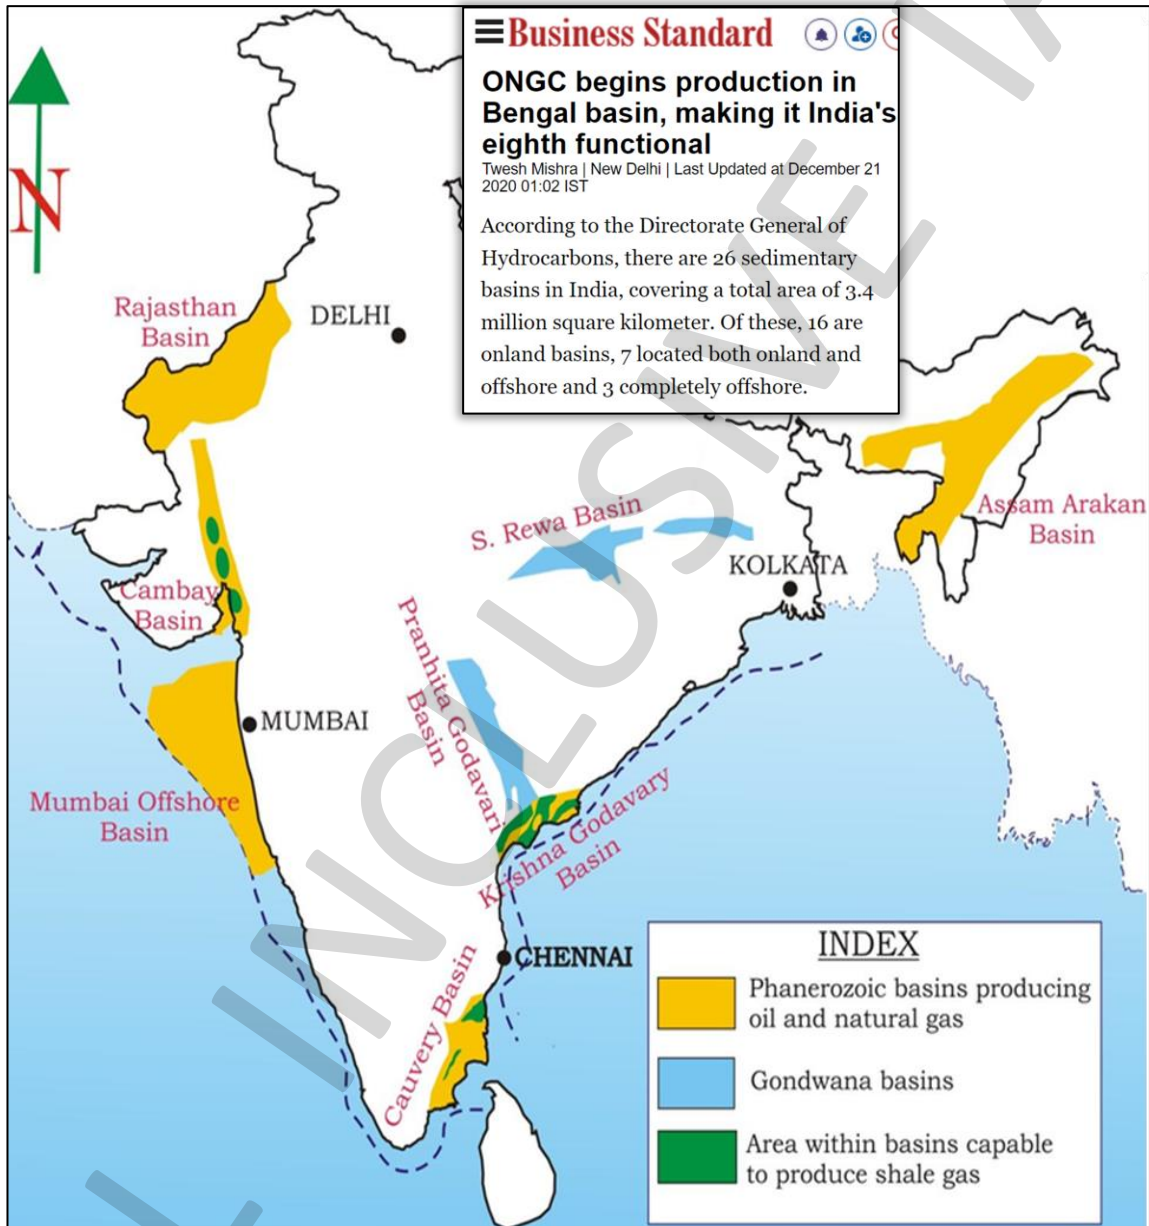 Business Standard
ONGC begins production in
Bengal basin, making it India's
eighth functional
Twesh Mishra | New Delhi | Last Updated at December 21
2020 01:02 IST
According to the Directorate General of
Hydrocarbons, there are 26 sedimentary
basins in India, covering a total area of 3.4
million square kilometer. Of these, 16 are
onland basins, 7 located both onland and
offshore and 3 completely offshore.
N
Rajasthan
Basin
DELHI
Assam Arakan
Basin
S. Rewa Basin
KOLKATA
Cambay
Basin
Pranhita Godavari
Basin
MUMBAI
Mumbai Offshore
Basin
Krishna Godavary
Basin
CHENNAI
Cauvery Basin
INDEX
Phanerozoic basins producing
oil and natural gas
Gondwana basins
Area within basins capable
to produce shale gas
INCLUSIVE